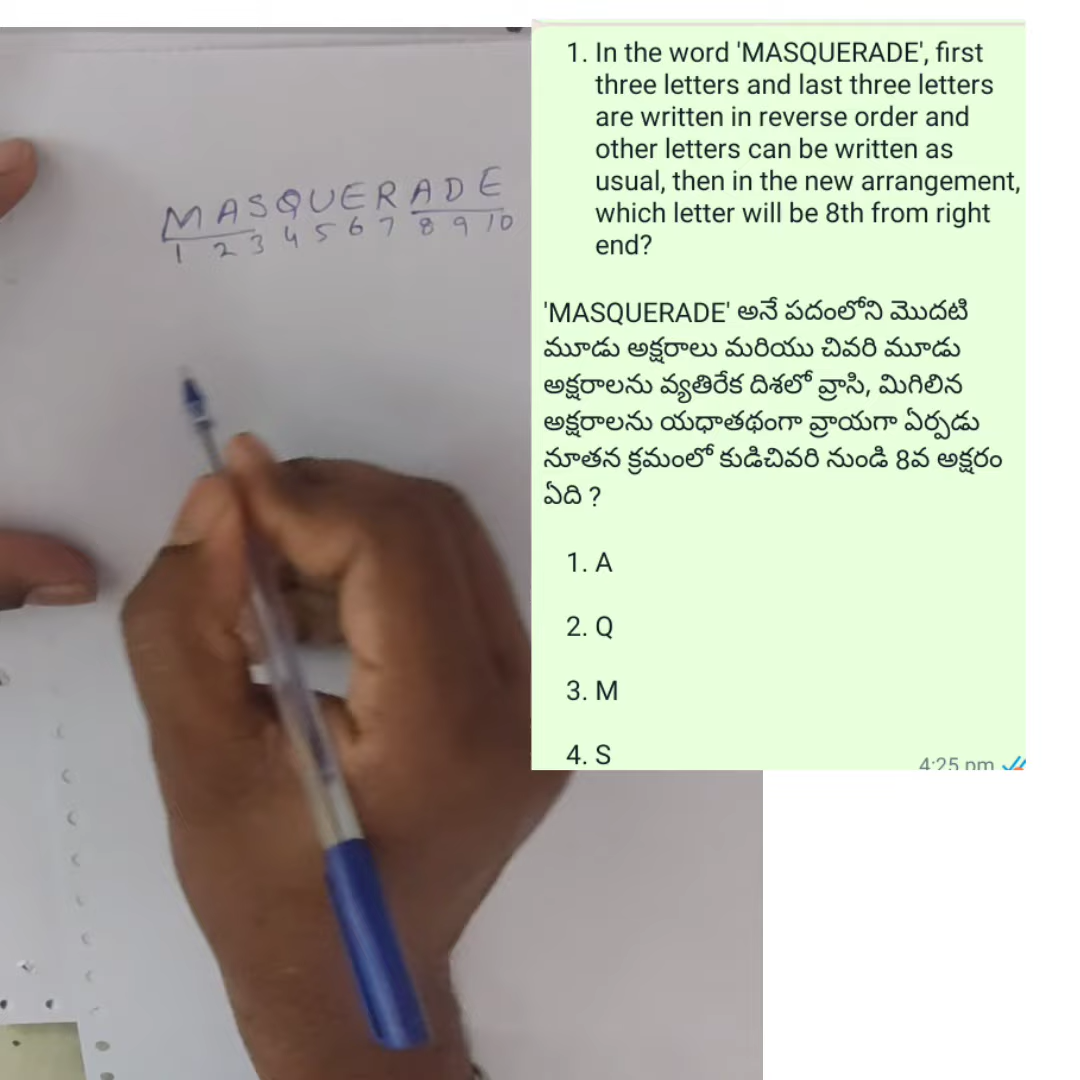 MASQUERADE
1 2 3 4 5 6 7 8 9 10
1. In the word 'MASQUERADE', first
three letters and last three letters
are written in reverse order and
other letters can be written as
usual, then in the new arrangement,
which letter will be 8th from right
end?
'MASQUERADE' అనే పదంలోని మొదటి
మూడు అక్షరాలు మరియు చివరి మూడు
అక్షరాలను వ్యతిరేక దిశలో వ్రాసి, మిగిలిన
అక్షరాలను యధాతథంగా వ్రాయగా ఏర్పడు
నూతన క్రమంలో కుడిచివరి నుండి 8వ అక్షరం
ఏది ?
1. A
2. Q
3. M
4. S
4:25 pm